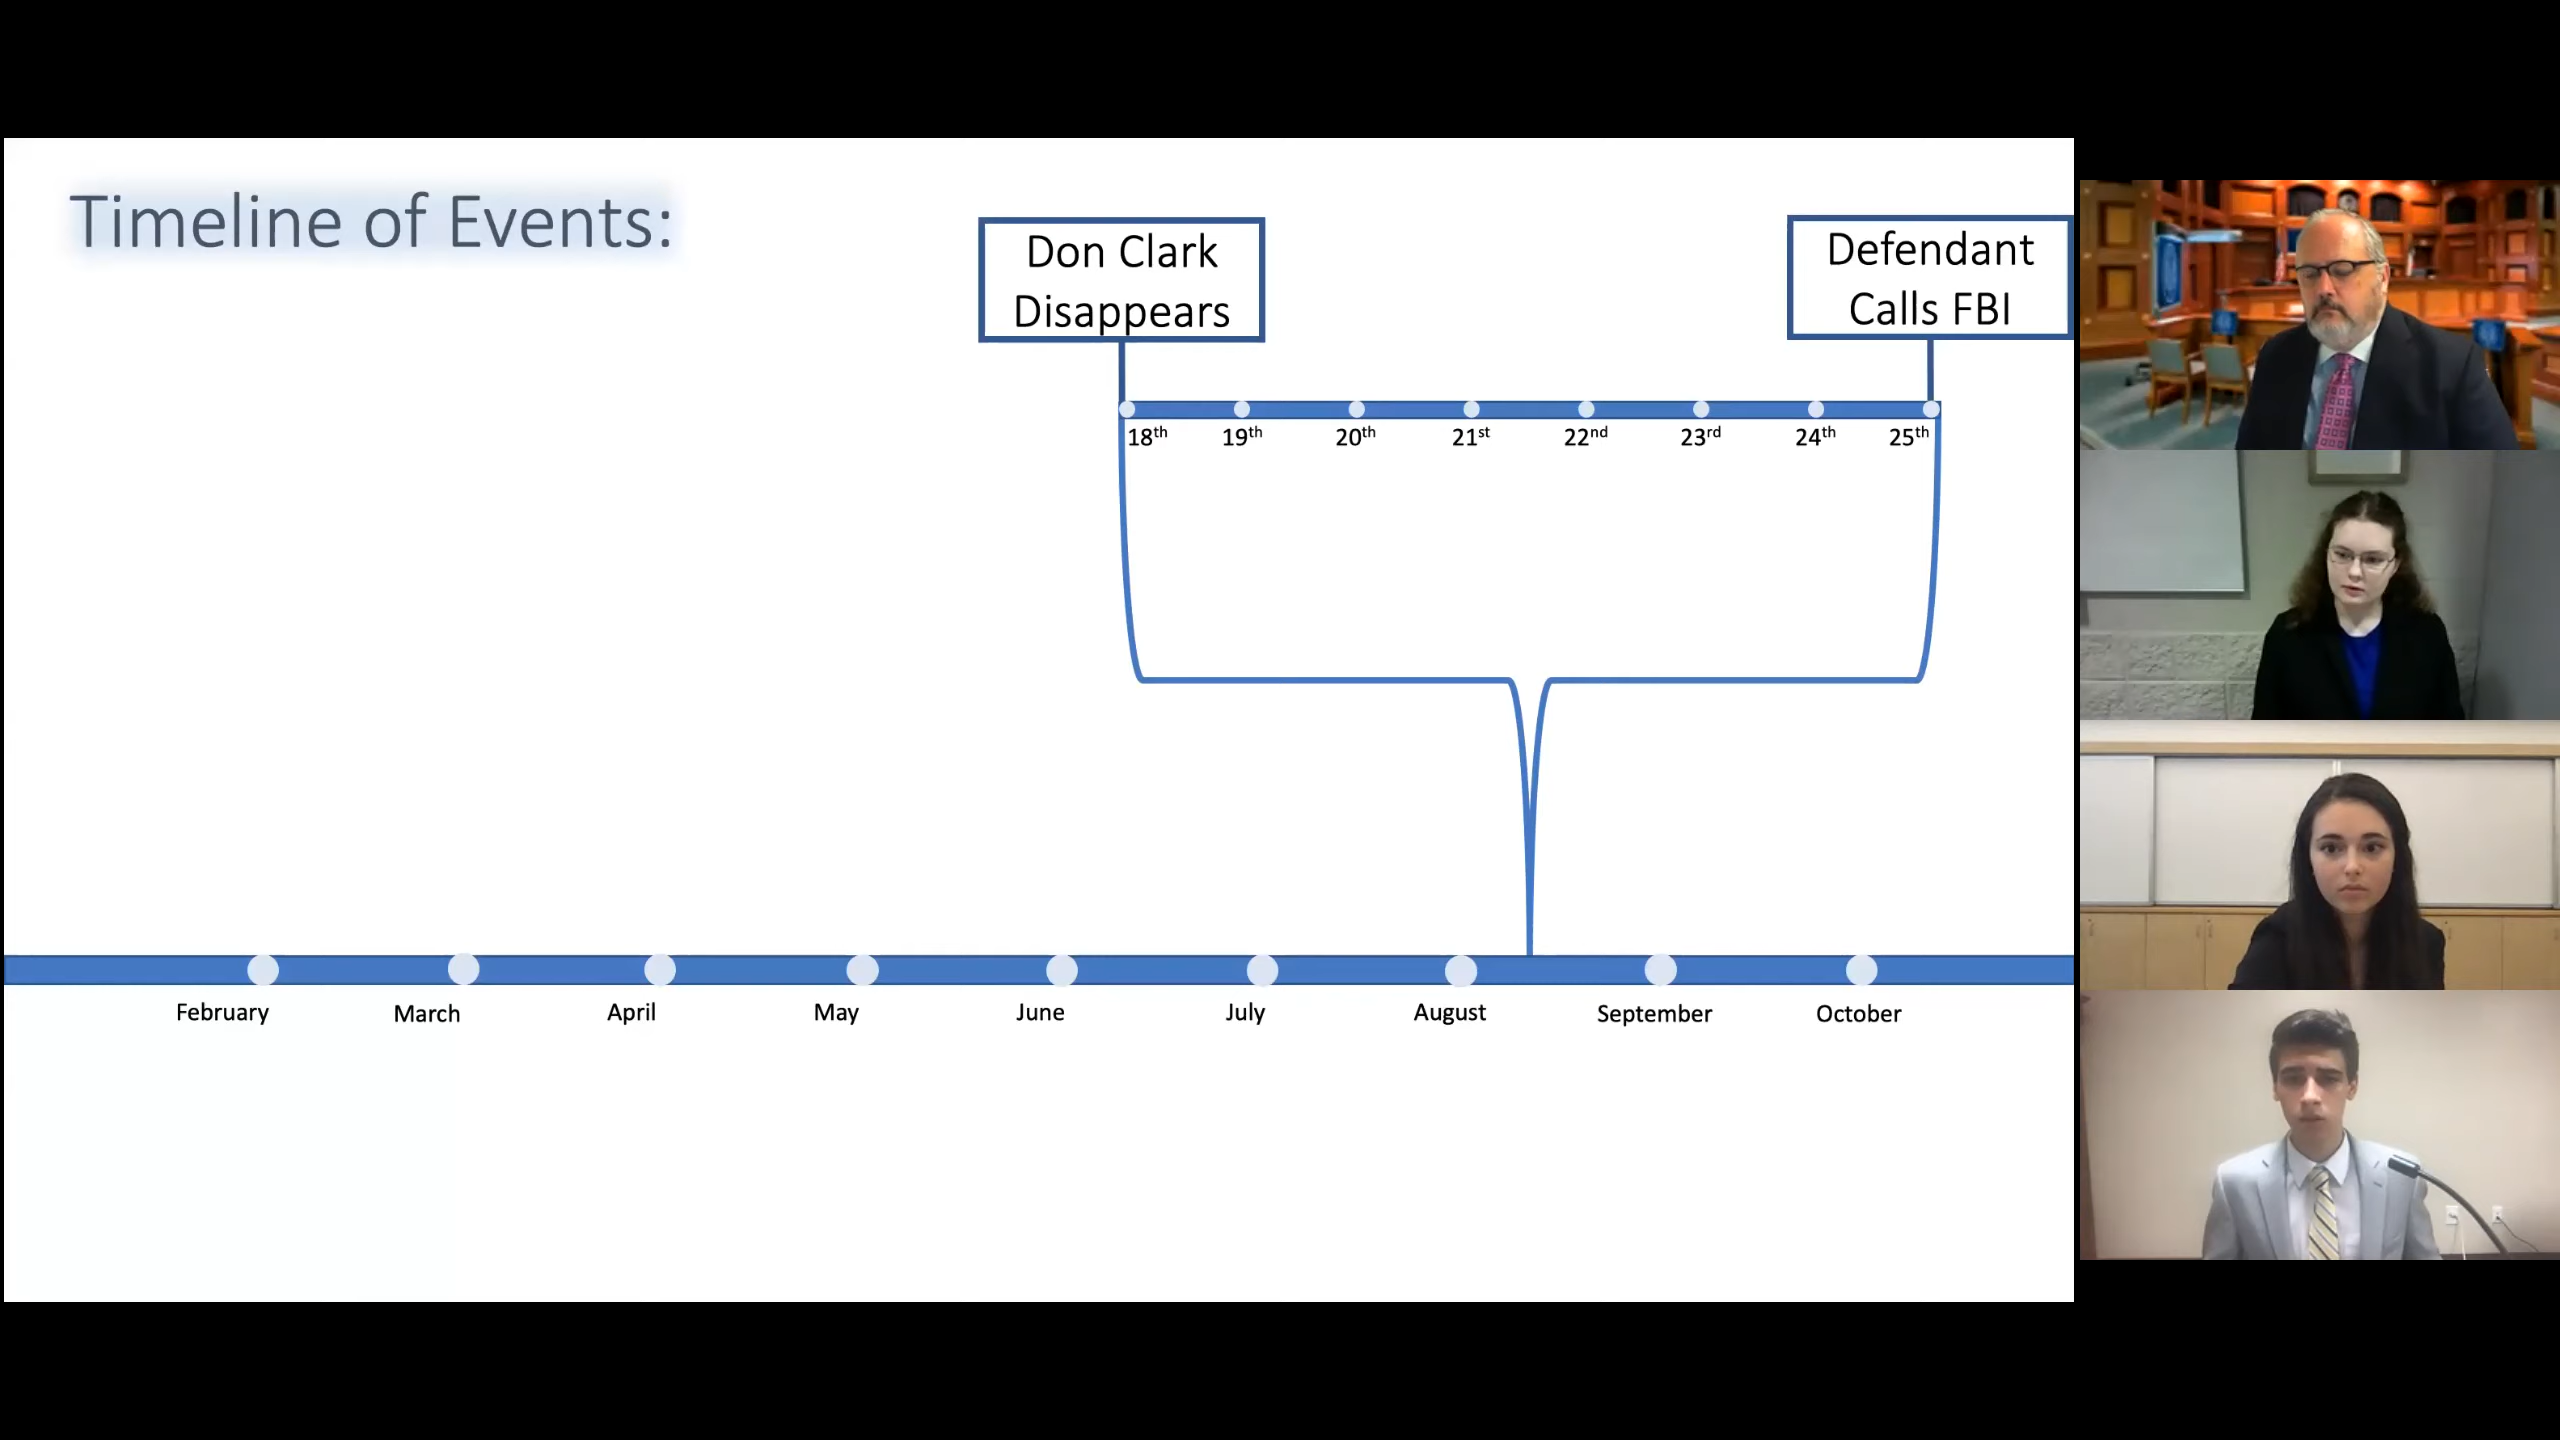 Timeline of Events:
Don Clark
Disappears
Defendant
Calls FBI
18th 19th 20th 21st 22nd 23rd 24th 25th
February March April May June July August September October